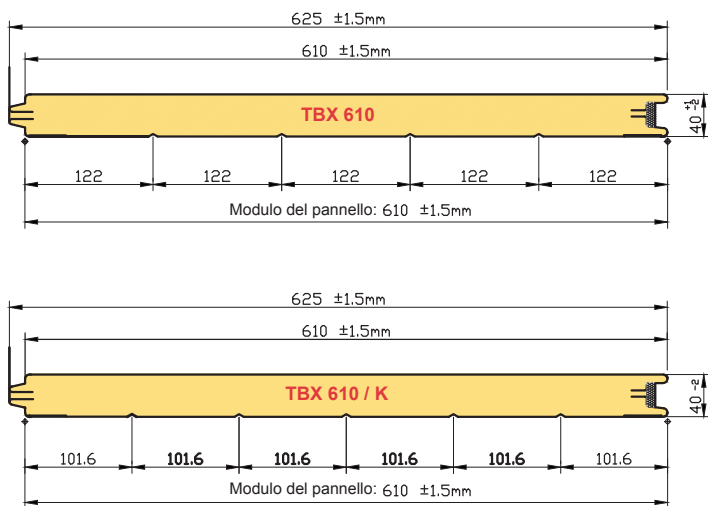 625 ±1.5mm
610 ±1.5mm
TBX 610
40 +1 -2
122 122 122 122 122
Modulo del pannello: 610 ±1.5mm
625 ±1.5mm
610 ±1.5mm
TBX 610 / K
40 -2
101.6 101.6 101.6 101.6 101.6 101.6
Modulo del pannello: 610 ±1.5mm